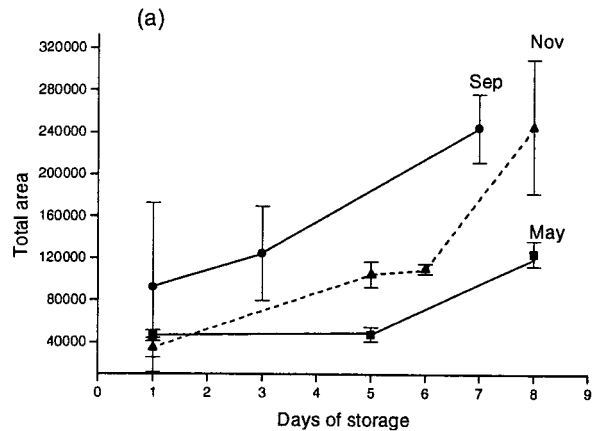 (a)
320000
280000
240000
200000
160000
120000
80000
40000
Total area
Sep
Nov
May
0 1 2 3 4 5 6 7 8 9
Days of storage